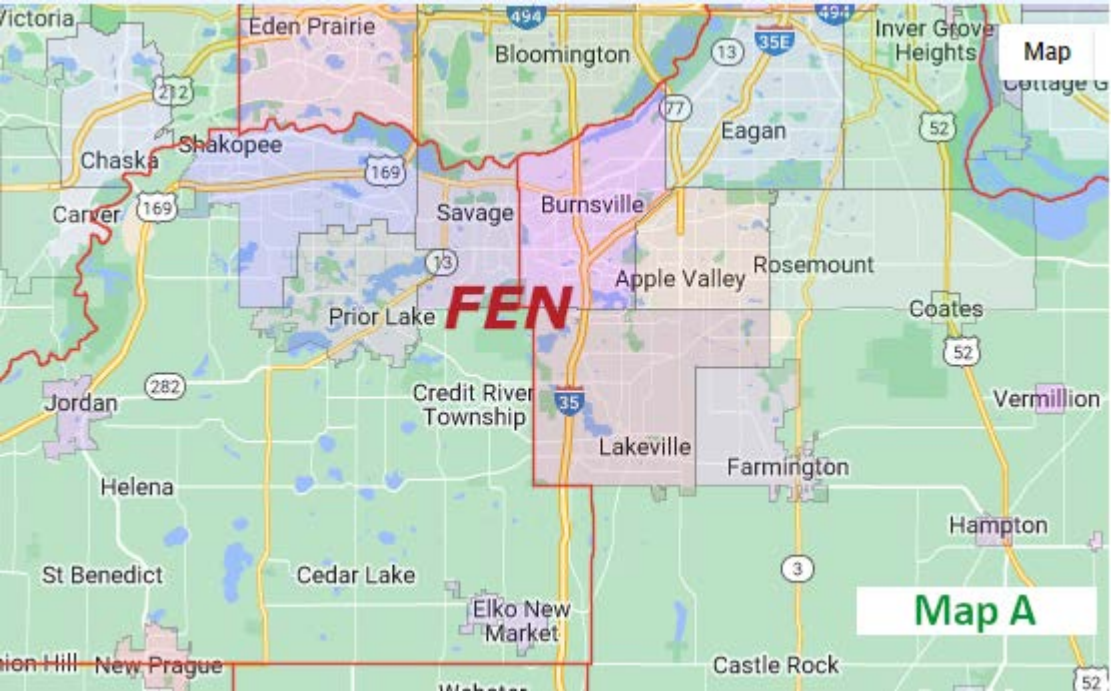 Victoria
Eden Prairie
494
Bloomington
13
35E
494
Inver Grove
Heights
Map
212
77
Cottage G
52
Eagan
Shakopee
Chaska
169
Carver
169
Savage
Burnsville
13
Apple Valley
Rosemount
FEN
Prior Lake
Coates
52
282
Jordan
Credit River
Township
35
Vermillion
Lakeville
Farmington
Helena
Hampton
St Benedict
Cedar Lake
3
Elko New
Market
Map A
nion Hill
New Prague
Castle Rock
52
Webster